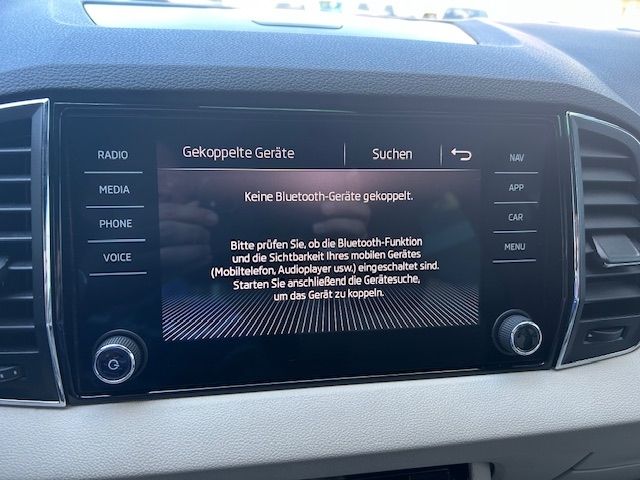 Gekoppelte Geräte
Suchen
RADIO
MEDIA
PHONE
VOICE
Keine Bluetooth-Geräte gekoppelt.
Bitte prüfen Sie, ob die Bluetooth-Funktion
und die Sichtbarkeit Ihres mobilen Gerätes
(Mobiltelefon, Audioplayer usw.) eingeschaltet sind.
Starten Sie anschließend die Gerätesuche,
um das Gerät zu koppeln.
NAV
APP
CAR
MENU